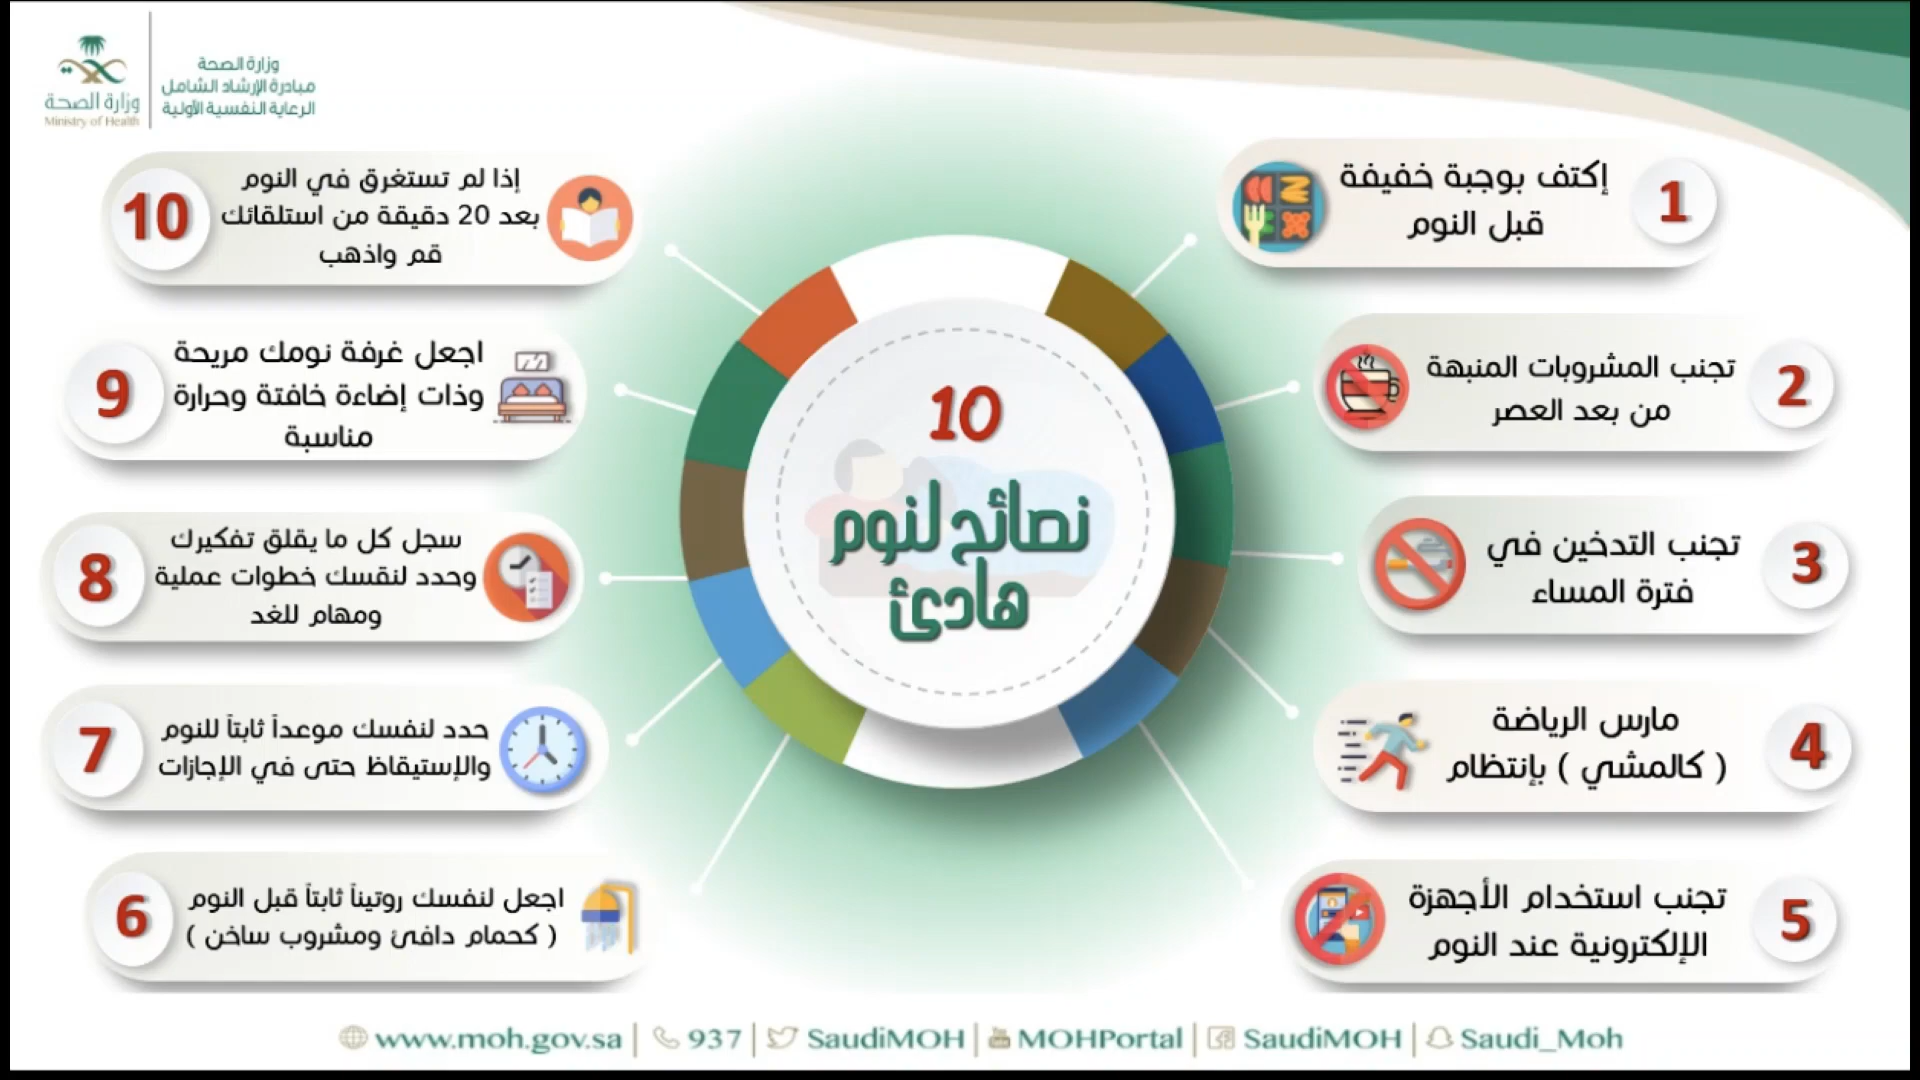 وزارة الصحة
Ministry of Health
وزارة الصحة
مبادرة الإرشاد الشامل
الرعاية النفسية الأولية
10
نصائح لنوم
هادئ
1
إكتف بوجبة خفيفة
قبل النوم
2
تجنب المشروبات المنبهة
من بعد العصر
3
تجنب التدخين في
فترة المساء
4
مارس الرياضة
( كالمشي ) بإنتظام
5
تجنب استخدام الأجهزة
الإلكترونية عند النوم
6
اجعل لنفسك روتيناً ثابتاً قبل النوم
( كحمام دافئ ومشروب ساخن )
7
حدد لنفسك موعداً ثابتاً للنوم
والإستيقاظ حتى في الإجازات
8
سجل كل ما يقلق تفكيرك
وحدد لنقسك خطوات عملية
ومهام للغد
9
اجعل غرفة نومك مريحة
وذات إضاءة خافتة وحرارة
مناسبة
10
إذا لم تستغرق في النوم
بعد 20 دقيقة من استلقائك
قم واذهب
www.moh.gov.sa | 937 | SaudiMOH | MOHPortal | SaudiMOH | Saudi_Moh